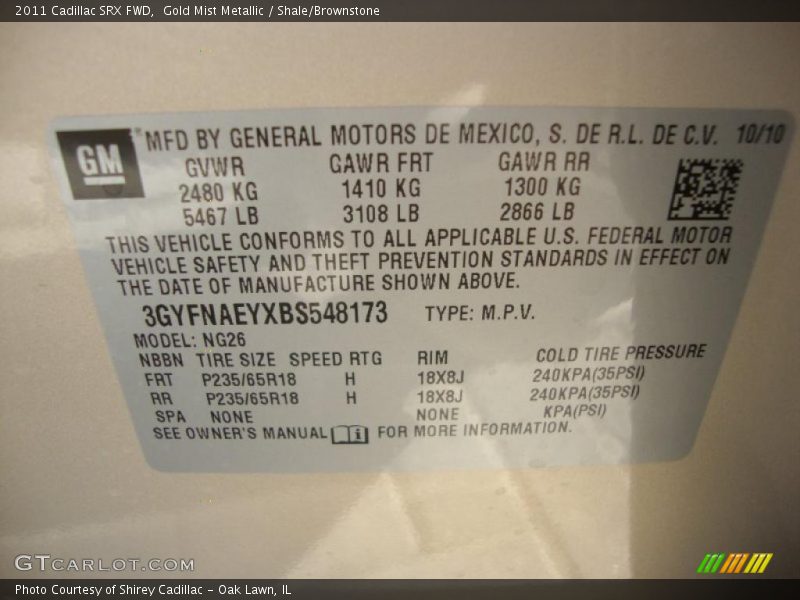 2011 Cadillac SRX FWD,  Gold Mist Metallic / Shale/Brownstone
GM MFD BY GENERAL MOTORS DE MEXICO, S. DE R.L. DE C.V. 10/10
GVWR GAWR FRT GAWR RR
2480 KG 1410 KG 1300 KG
5467 LB 3108 LB 2866 LB
THIS VEHICLE CONFORMS TO ALL APPLICABLE U.S. FEDERAL MOTOR
VEHICLE SAFETY AND THEFT PREVENTION STANDARDS IN EFFECT ON
THE DATE OF MANUFACTURE SHOWN ABOVE.
3GYFNAEYXBS548173 TYPE: M.P.V.
MODEL: NG26
NBBN TIRE SIZE SPEED RTG RIM COLD TIRE PRESSURE
FRT P235/65R18 H 18X8J 240KPA(35PSI)
RR P235/65R18 H 18X8J 240KPA(35PSI)
SPA NONE NONE KPA(PSI)
SEE OWNER'S MANUAL i FOR MORE INFORMATION.
GTCARLOT.COM
Photo Courtesy of Shirey Cadillac – Oak Lawn, IL